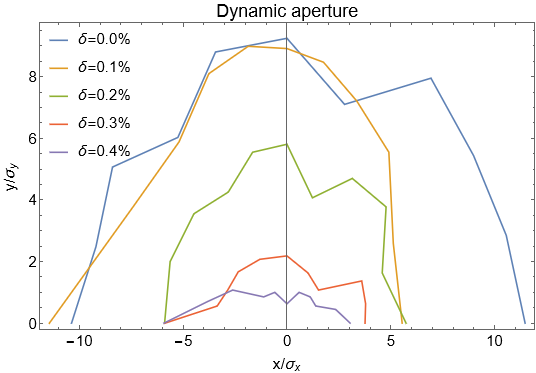 Dynamic aperture
δ=0.0%
δ=0.1%
δ=0.2%
δ=0.3%
δ=0.4%
y/σy
8
6
4
2
0
−10 −5 0 5 10
x/σx